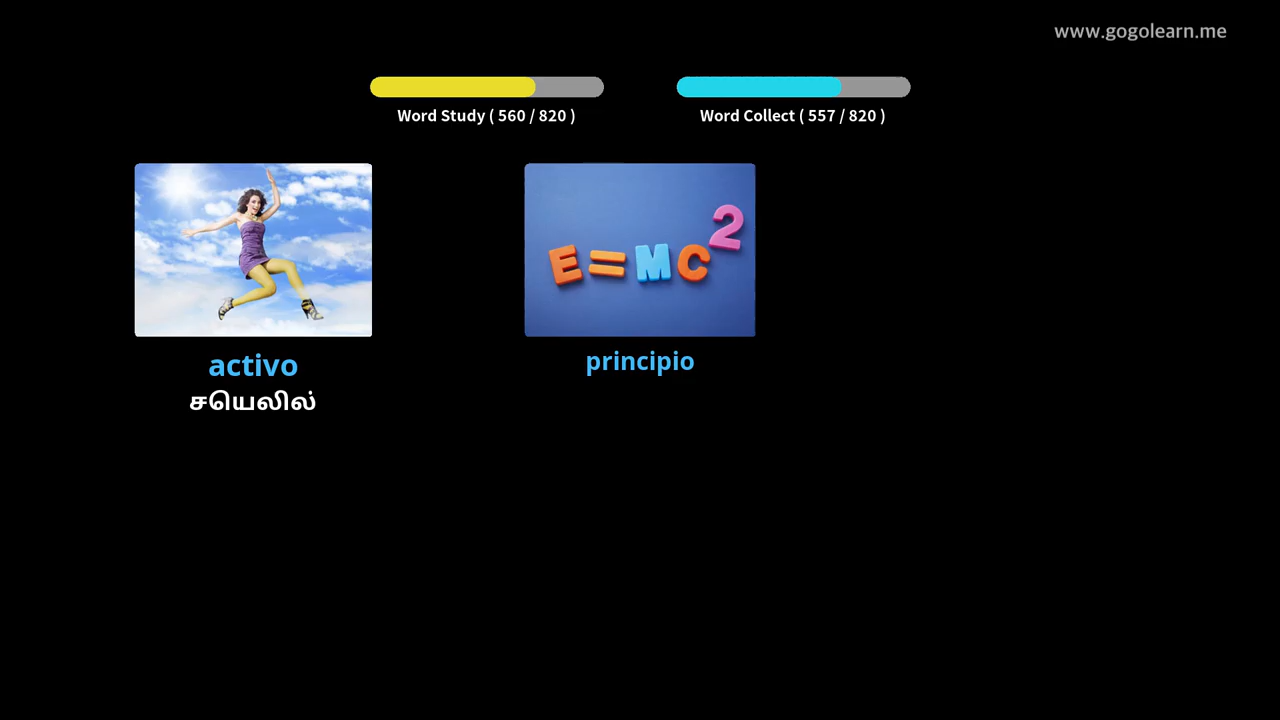 www.gogolearn.me
Word Study ( 560 / 820 )
Word Collect ( 557 / 820 )
E=MC2
activo
principio
சயெலில்